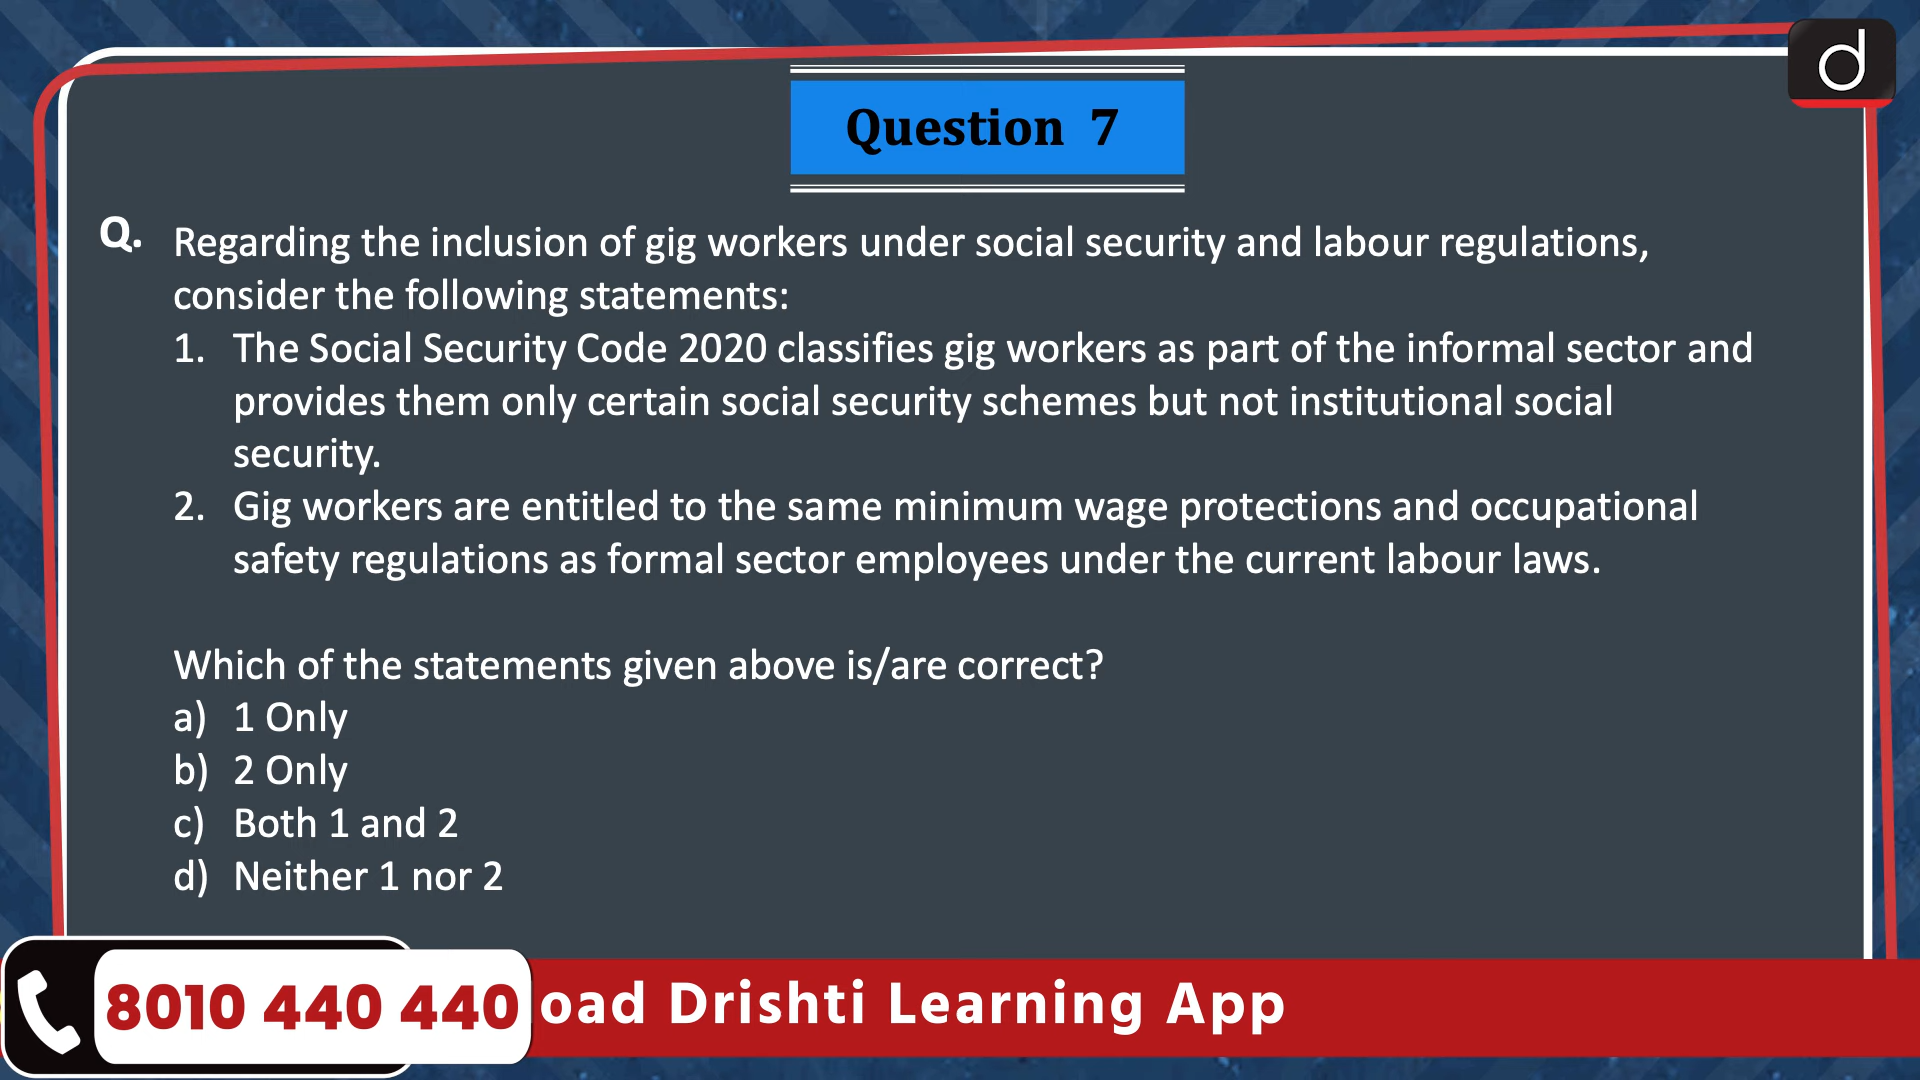 Question 7
Q. Regarding the inclusion of gig workers under social security and labour regulations,
consider the following statements:
1. The Social Security Code 2020 classifies gig workers as part of the informal sector and
provides them only certain social security schemes but not institutional social
security.
2. Gig workers are entitled to the same minimum wage protections and occupational
safety regulations as formal sector employees under the current labour laws.
Which of the statements given above is/are correct?
a) 1 Only
b) 2 Only
c) Both 1 and 2
d) Neither 1 nor 2
8010 440 440 oad Drishti Learning App